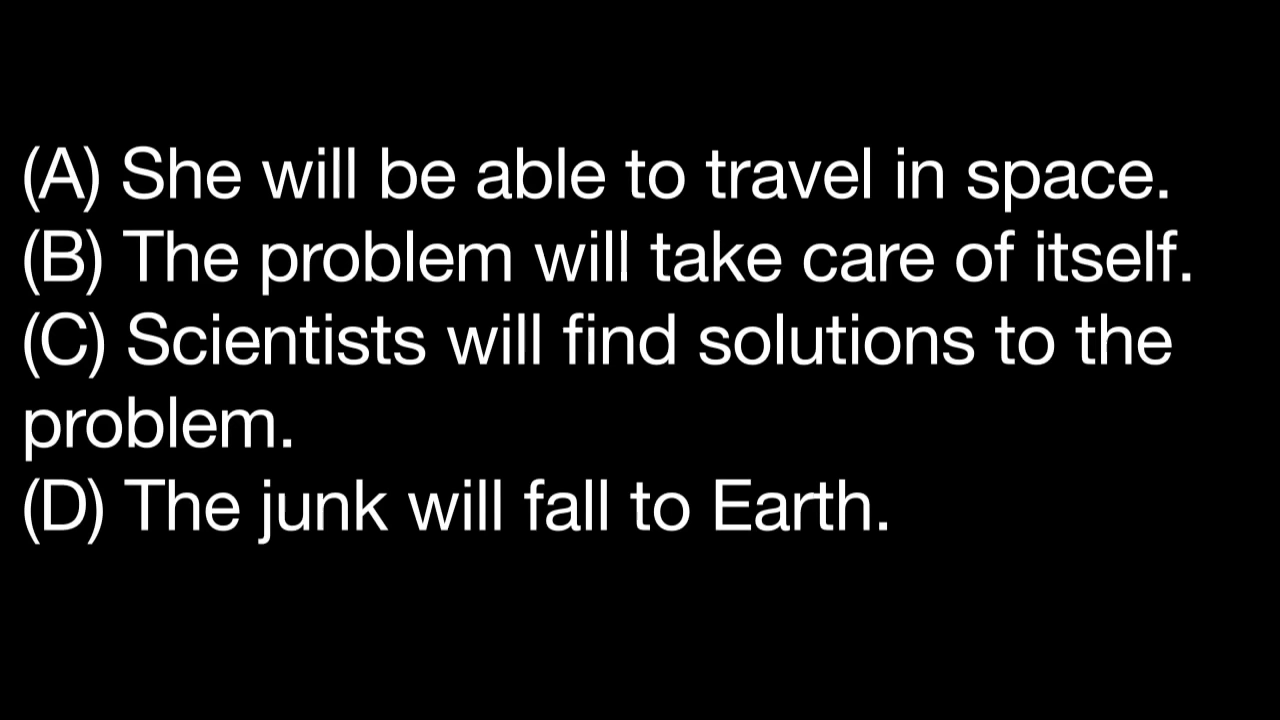 (A) She will be able to travel in space.
(B) The problem will take care of itself.
(C) Scientists will find solutions to the
problem.
(D) The junk will fall to Earth.